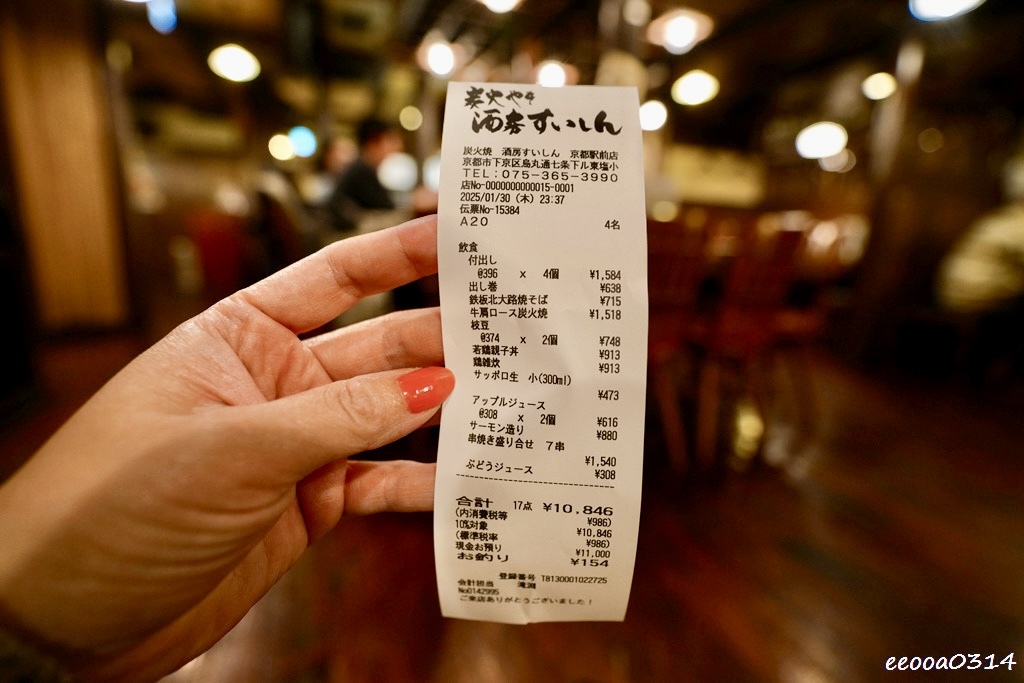 炭火やき
酒房すいしん
炭火焼 酒房すいしん 京都駅前店
京都市下京区烏丸通七条下ル東塩小
TEL:075-365-3990
店No-0000000000015-0001
2025/01/30 (木) 23:37
伝票No-15384
A20 4名
飲食
付出し
@396 x 4個 ¥1,584
出し巻 ¥638
鉄板北大路焼そば ¥715
牛肩ロース炭火焼 ¥1,518
枝豆
@374 x 2個 ¥748
若鶏親子丼 ¥913
鶏雑炊 ¥913
サッポロ生 小(300ml)
¥473
アップルジュース
@308 x 2個 ¥616
サーモン造り ¥880
串焼き盛り合せ 7串
¥1,540
ぶどうジュース ¥308
合計 17点 ¥10,846
(内消費税等 ¥986)
10%対象 ¥10,846
(標準税率 ¥986)
現金お預り ¥11,000
お釣り ¥154
登録番号 T8130001022725
会計担当 滝淵
No0142995
ご来店ありがとうございました!
eeooa0314